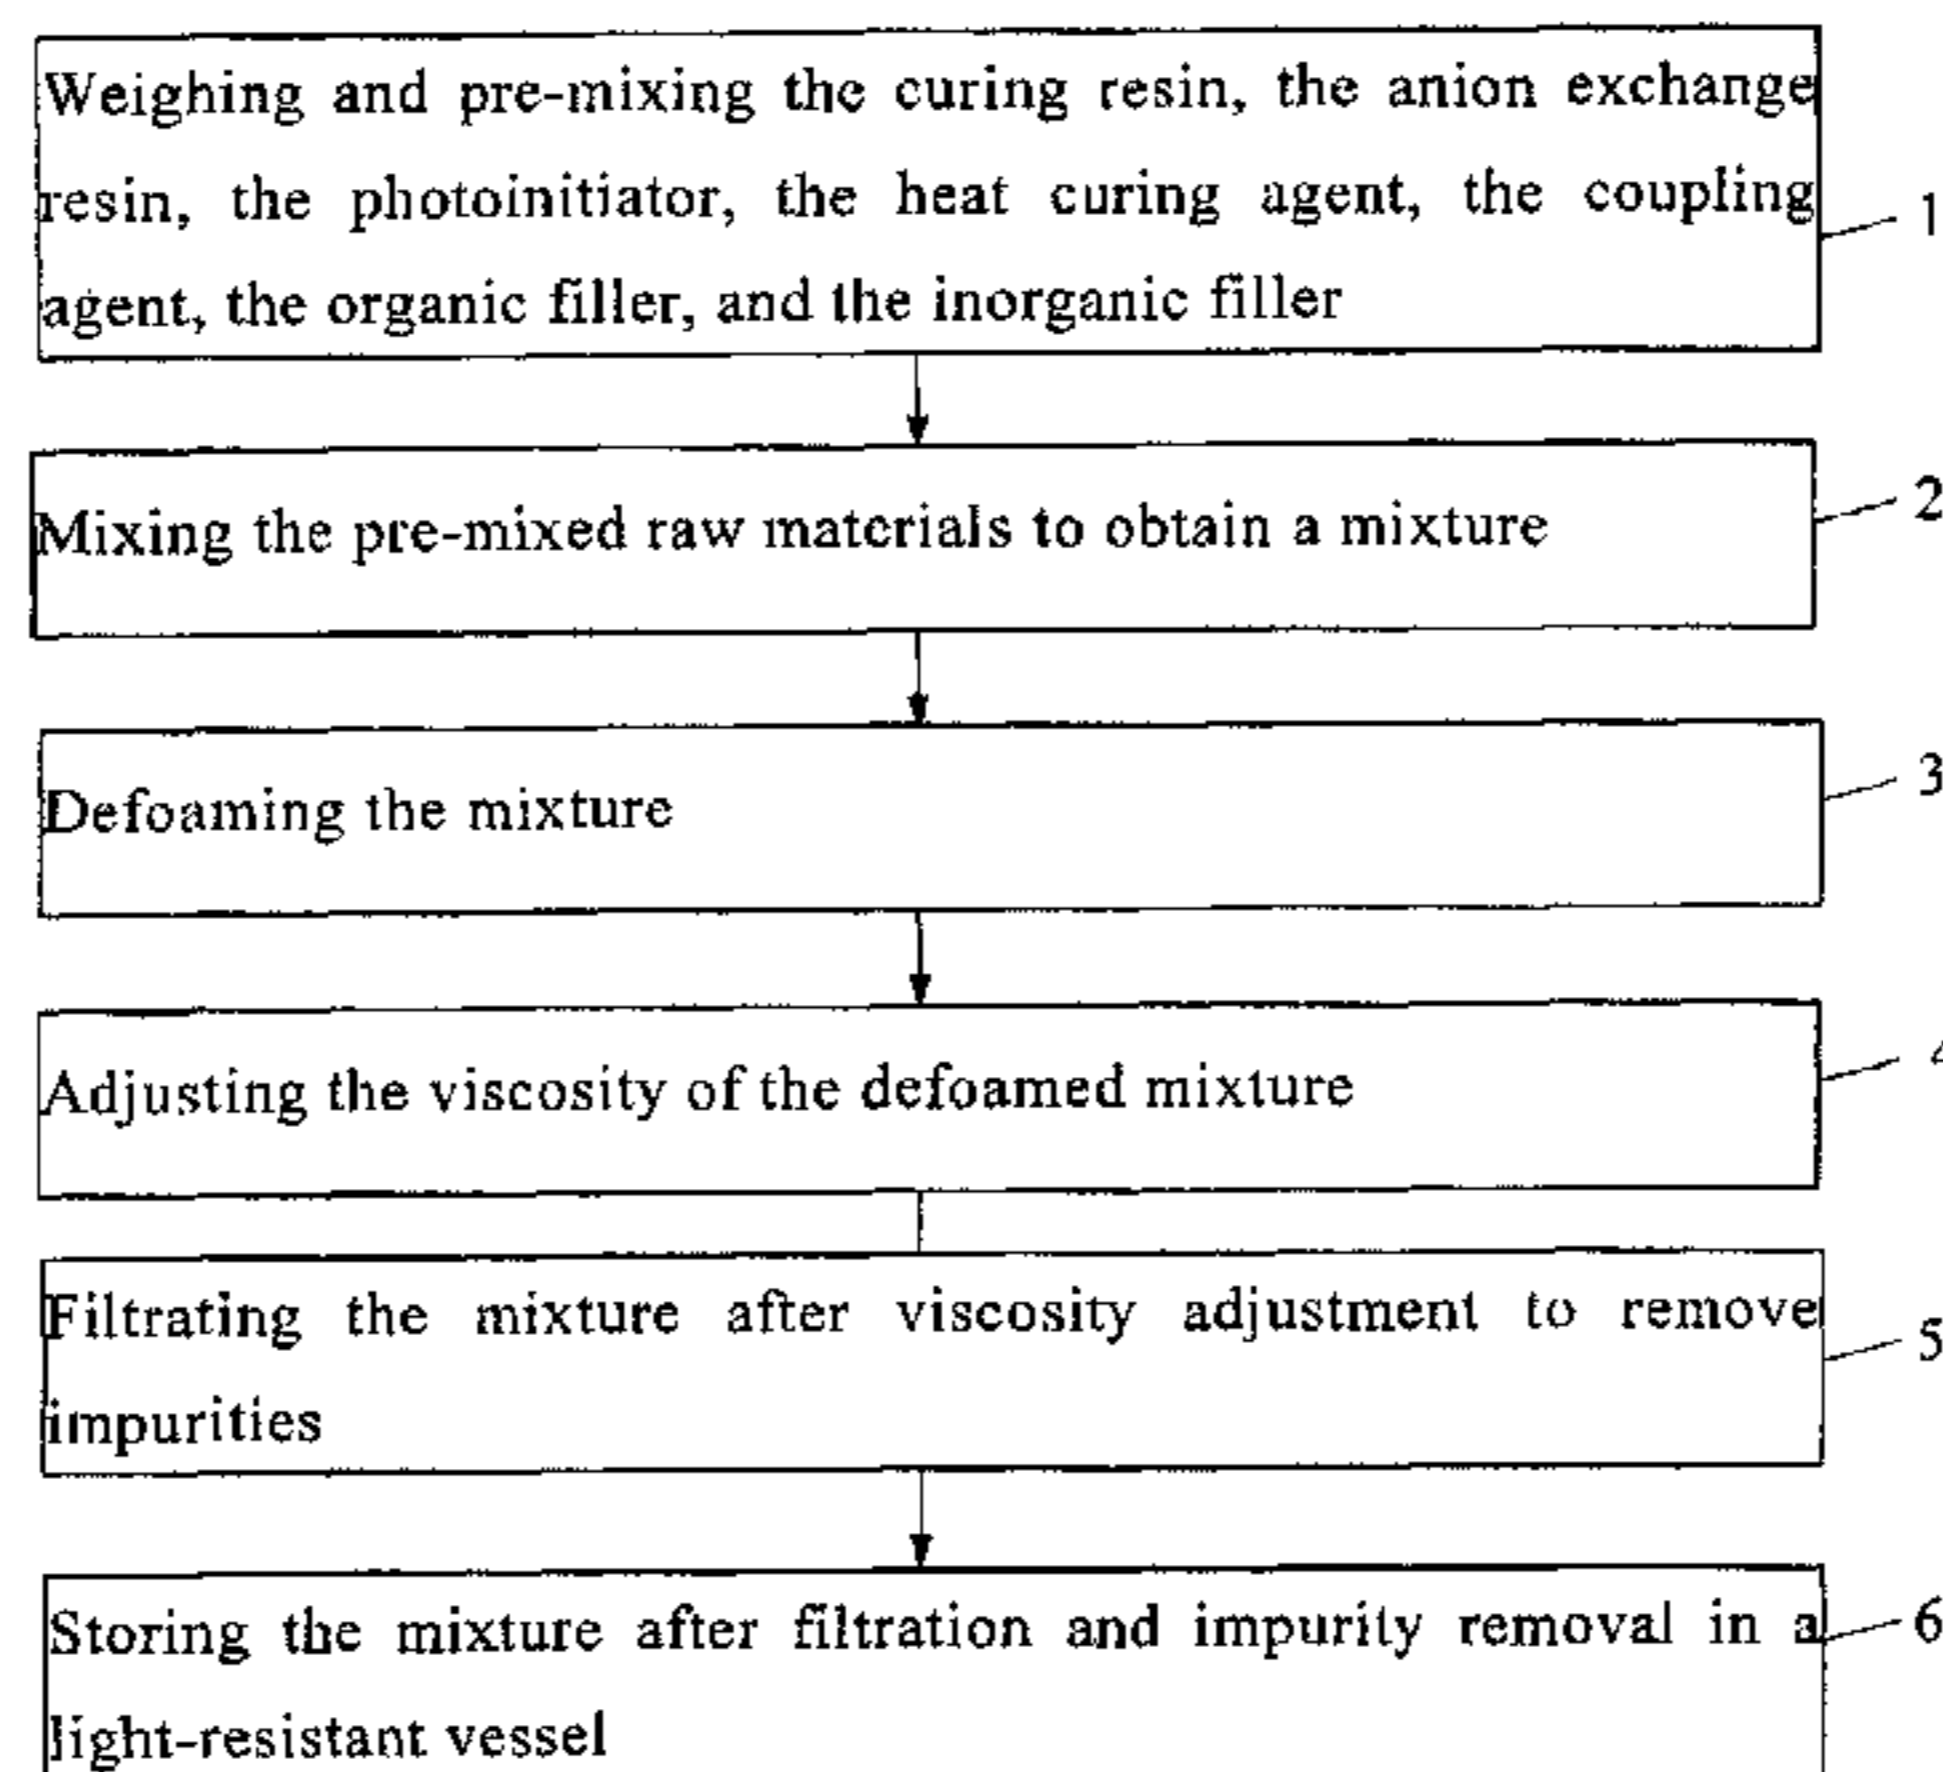 Weighing and pre-mixing the curing resin, the anion exchange
resin, the photoinitiator, the heat curing agent, the coupling
agent, the organic filler, and the inorganic filler
1
Mixing the pre-mixed raw materials to obtain a mixture
2
Defoaming the mixture
3
Adjusting the viscosity of the defoamed mixture
4
Filtrating the mixture after viscosity adjustment to remove
impurities
5
Storing the mixture after filtration and impurity removal in a
light-resistant vessel
6